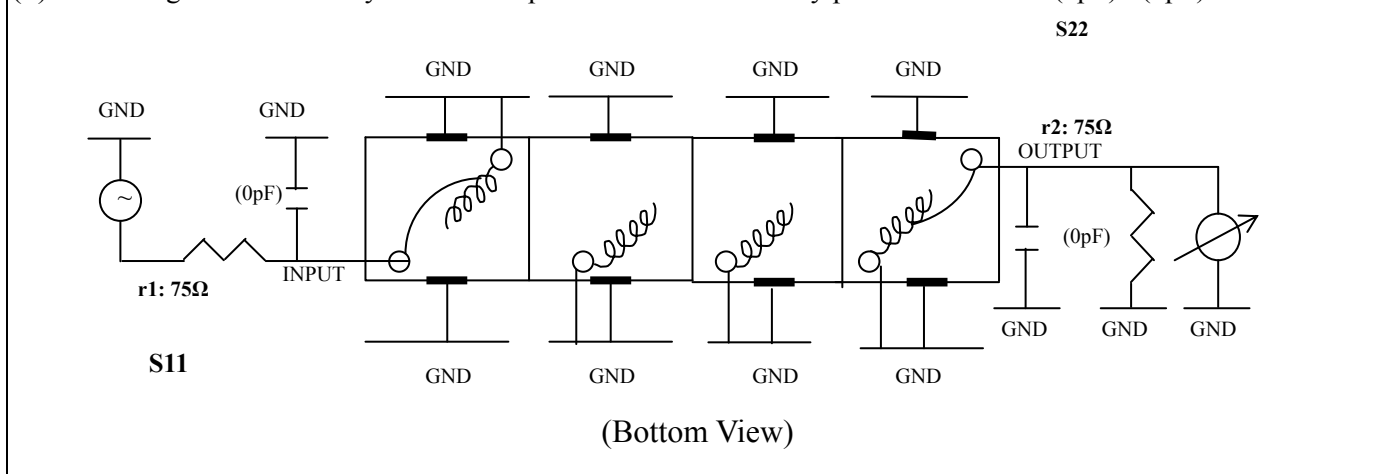 S22
GND GND GND GND
GND GND
r2: 75Ω
OUTPUT
~
(0pF)
(0pF)
INPUT
r1: 75Ω
GND GND GND
S11
GND GND GND GND
(Bottom View)